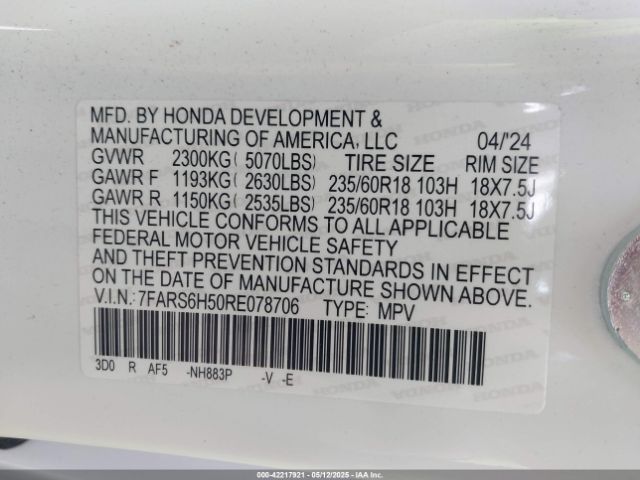 MFD. BY HONDA DEVELOPMENT &
MANUFACTURING OF AMERICA, LLC 04/'24
GVWR 2300KG( 5070LBS) TIRE SIZE RIM SIZE
GAWR F 1193KG( 2630LBS) 235/60R18 103H 18X7.5J
GAWR R 1150KG( 2535LBS) 235/60R18 103H 18X7.5J
THIS VEHICLE CONFORMS TO ALL APPLICABLE
FEDERAL MOTOR VEHICLE SAFETY
AND THEFT PREVENTION STANDARDS IN EFFECT
ON THE DATE OF MANUFACTURE SHOWN ABOVE.
V.I.N.:7FARS6H50RE078706 TYPE: MPV
3D0 R AF5 -NH883P -V -E
000-42217921 - 05/12/2025 - IAAI.COM